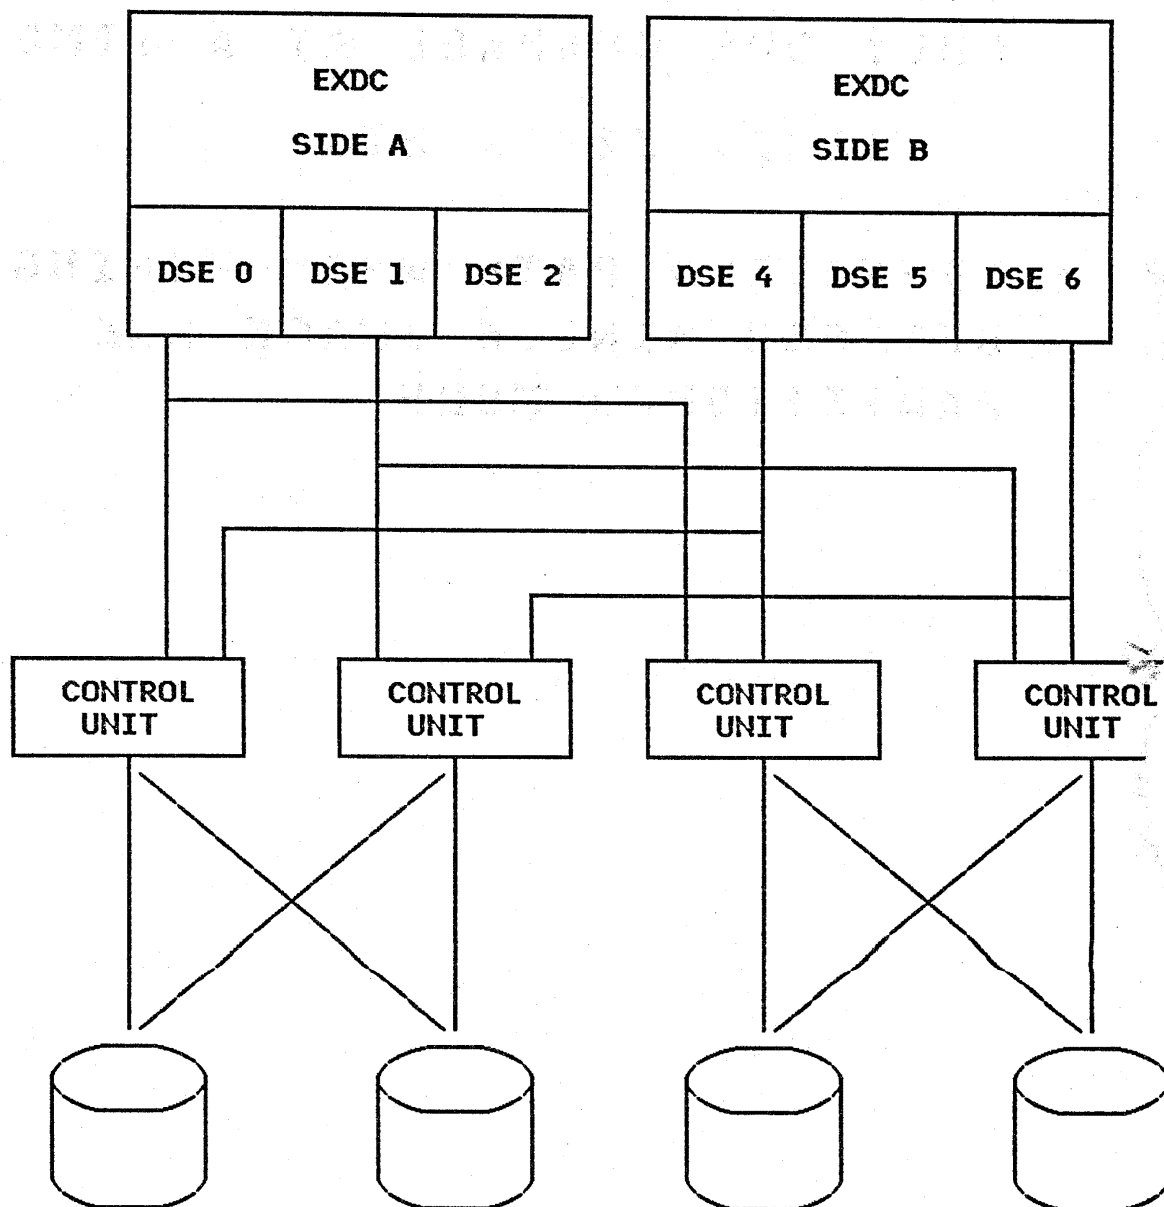 EXDC
SIDE A
EXDC
SIDE B
DSE 0
DSE 1
DSE 2
DSE 4
DSE 5
DSE 6
CONTROL
UNIT
CONTROL
UNIT
CONTROL
UNIT
CONTROL
UNIT